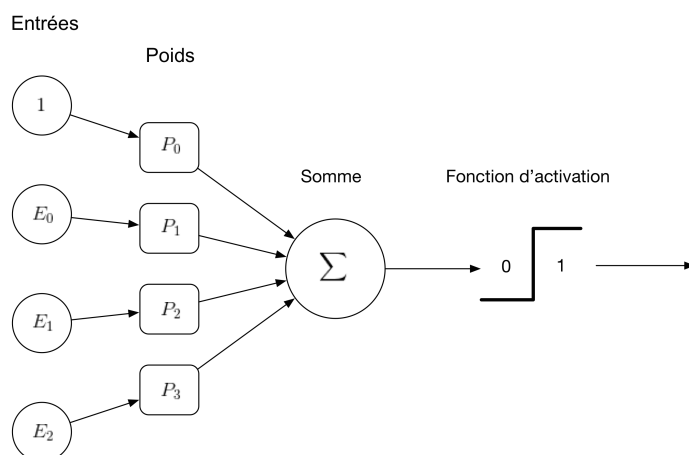 Entrées
Poids
1
P₀
Somme
Fonction d'activation
E₀
P₁
Σ
0
1
E₁
P₂
P₃
E₂